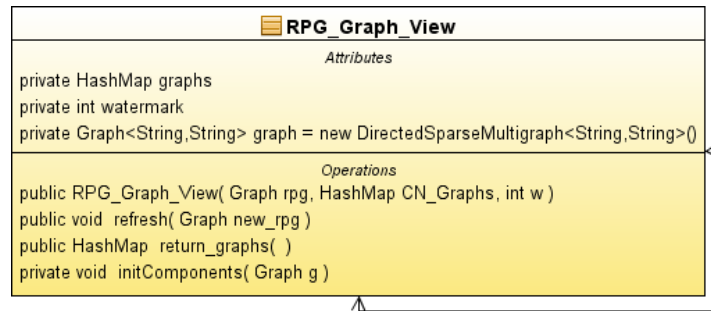 RPG_Graph_View
Attributes
private HashMap graphs
private int watermark
private Graph<String,String> graph = new DirectedSparseMultigraph<String,String>()
Operations
public RPG_Graph_View( Graph rpg, HashMap CN_Graphs, int w )
public void refresh( Graph new_rpg )
public HashMap return_graphs( )
private void initComponents( Graph g )